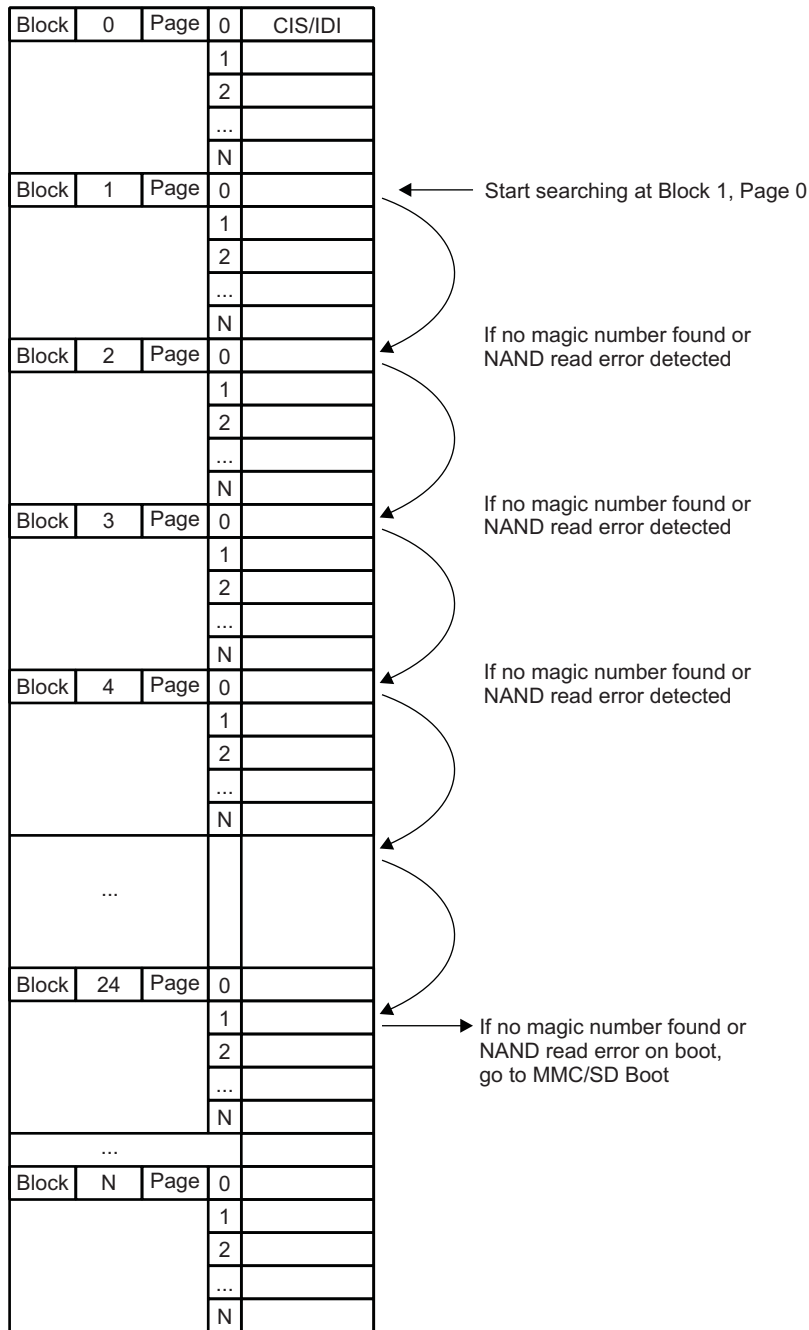 Block 0 Page 0 CIS/IDI
1
2
...
N
Block 1 Page 0
Start searching at Block 1, Page 0
1
2
...
N
If no magic number found or
NAND read error detected
Block 2 Page 0
1
2
...
N
If no magic number found or
NAND read error detected
Block 3 Page 0
1
2
...
N
If no magic number found or
NAND read error detected
Block 4 Page 0
1
2
...
N
...
Block 24 Page 0
1
2
...
N
If no magic number found or
NAND read error on boot,
go to MMC/SD Boot
...
Block N Page 0
1
2
...
N